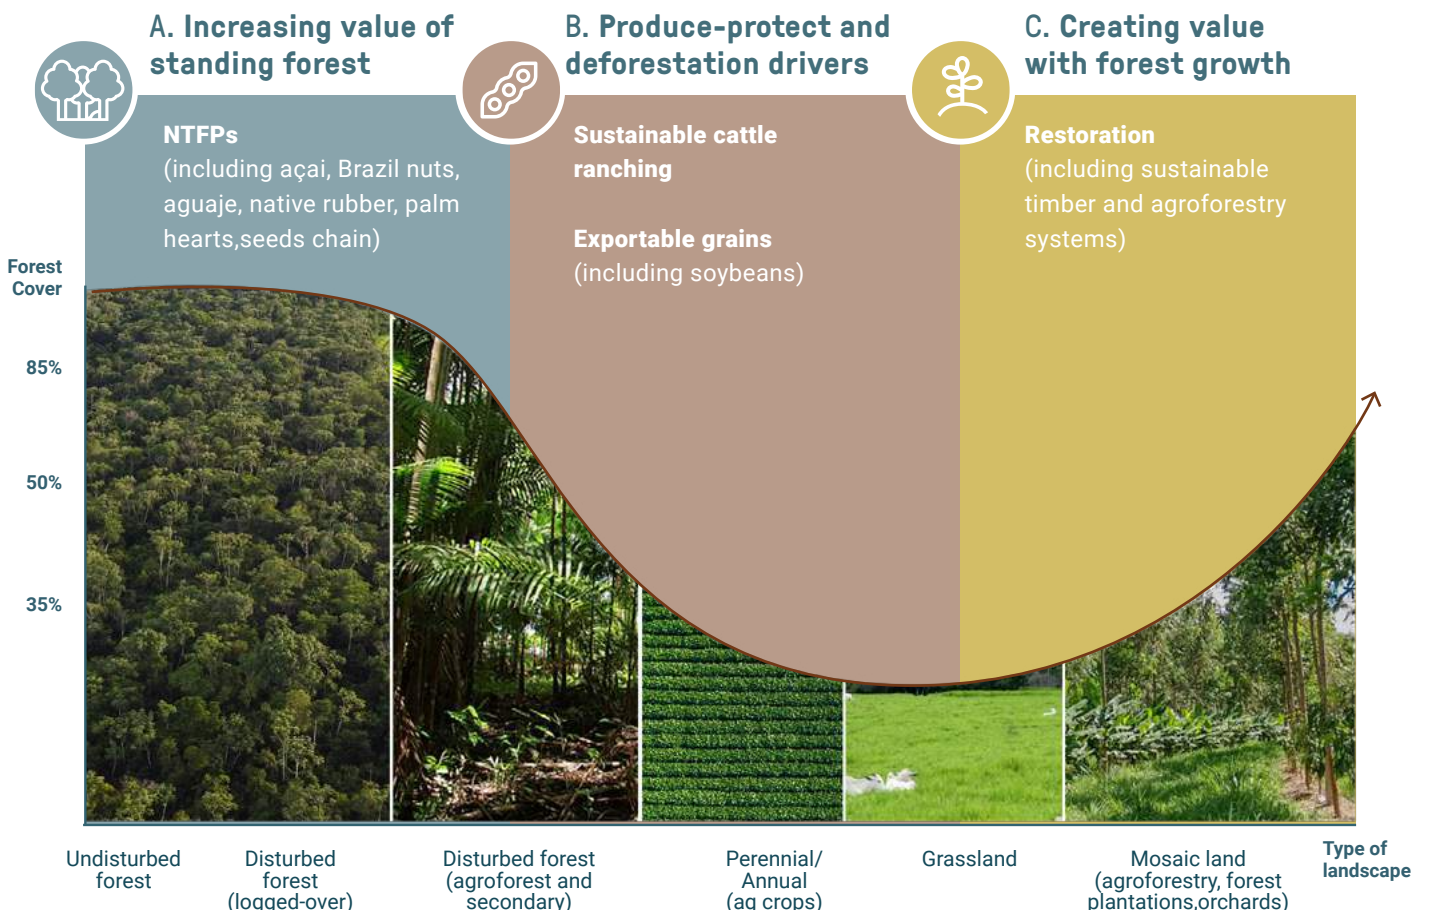 A. Increasing value of
standing forest
B. Produce-protect and
deforestation drivers
C. Creating value
with forest growth
NTFPs
(including açai, Brazil nuts,
aguaje, native rubber, palm
hearts,seeds chain)
Sustainable cattle
ranching
Exportable grains
(including soybeans)
Restoration
(including sustainable
timber and agroforestry
systems)
Forest
Cover
85%
50%
35%
Undisturbed
forest
Disturbed
forest
(logged-over)
Disturbed forest
(agroforest and
secondary)
Perennial/
Annual
(ag crops)
Grassland
Mosaic land
(agroforestry, forest
plantations,orchards)
Type of
landscape